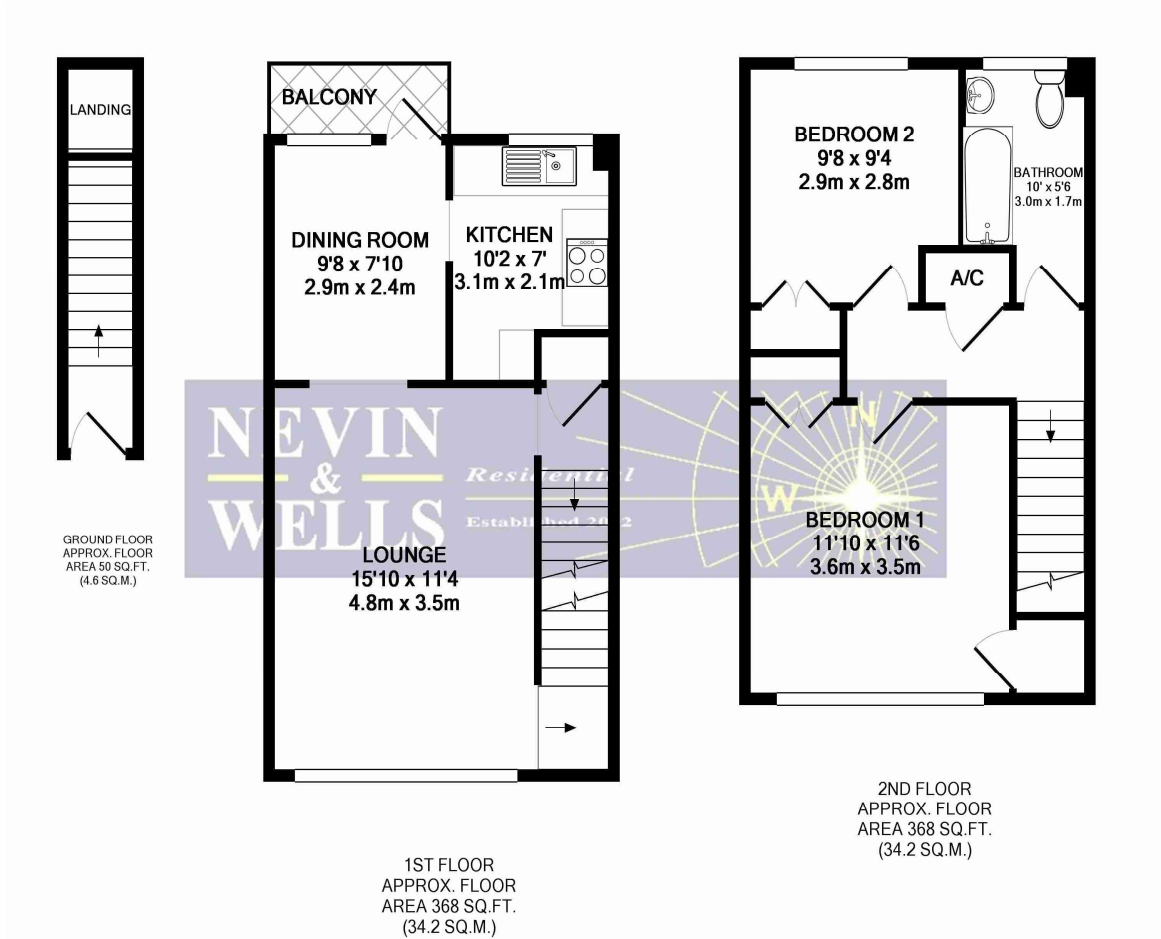 LANDING
GROUND FLOOR
APPROX. FLOOR
AREA 50 SQ.FT.
(4.6 SQ.M.)
BALCONY
DINING ROOM
9'8 x 7'10
2.9m x 2.4m
KITCHEN
10'2 x 7'
3.1m x 2.1m
LOUNGE
15'10 x 11'4
4.8m x 3.5m
1ST FLOOR
APPROX. FLOOR
AREA 368 SQ.FT.
(34.2 SQ.M.)
BEDROOM 2
9'8 x 9'4
2.9m x 2.8m
BATHROOM
10' x 5'6
3.0m x 1.7m
A/C
BEDROOM 1
11'10 x 11'6
3.6m x 3.5m
2ND FLOOR
APPROX. FLOOR
AREA 368 SQ.FT.
(34.2 SQ.M.)
NEVIN
&
WELLS
Residential
Established 2002
N
W